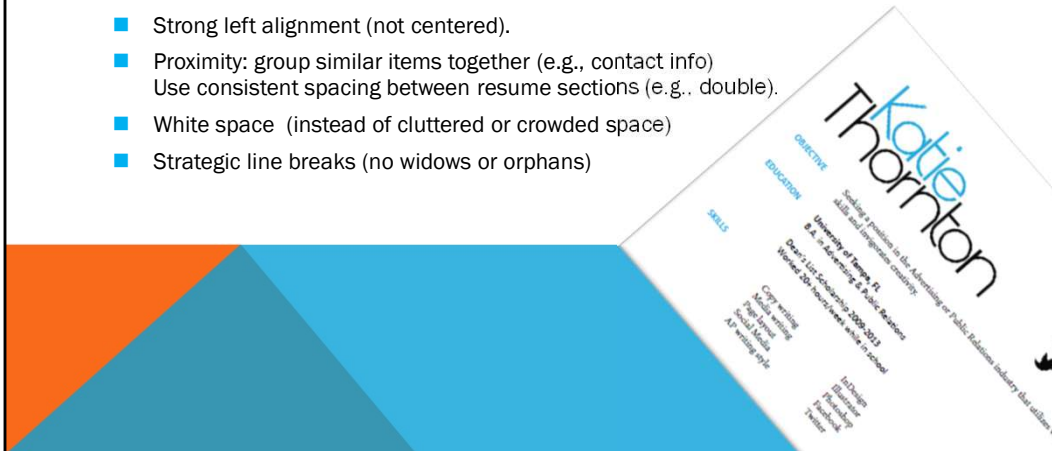 Strong left alignment (not centered).
Proximity: group similar items together (e.g., contact info)
Use consistent spacing between resume sections (e.g., double).
White space  (instead of cluttered or crowded space)
Strategic line breaks (no widows or orphans)
Katie
Thornton
OBJECTIVE
Seeking a position in the Advertising or Public Relations industry that utilizes
skills and invigorates creativity.
EDUCATION
University of Tampa, FL
B.A. in Advertising & Public Relations
Dean's List Scholarship 2009-2013
Worked 20+ hours/week while in school
SKILLS
Copy writing
Media writing
Page layout
Social Media
AP writing style
InDesign
Illustrator
Photoshop
Facebook
Twitter